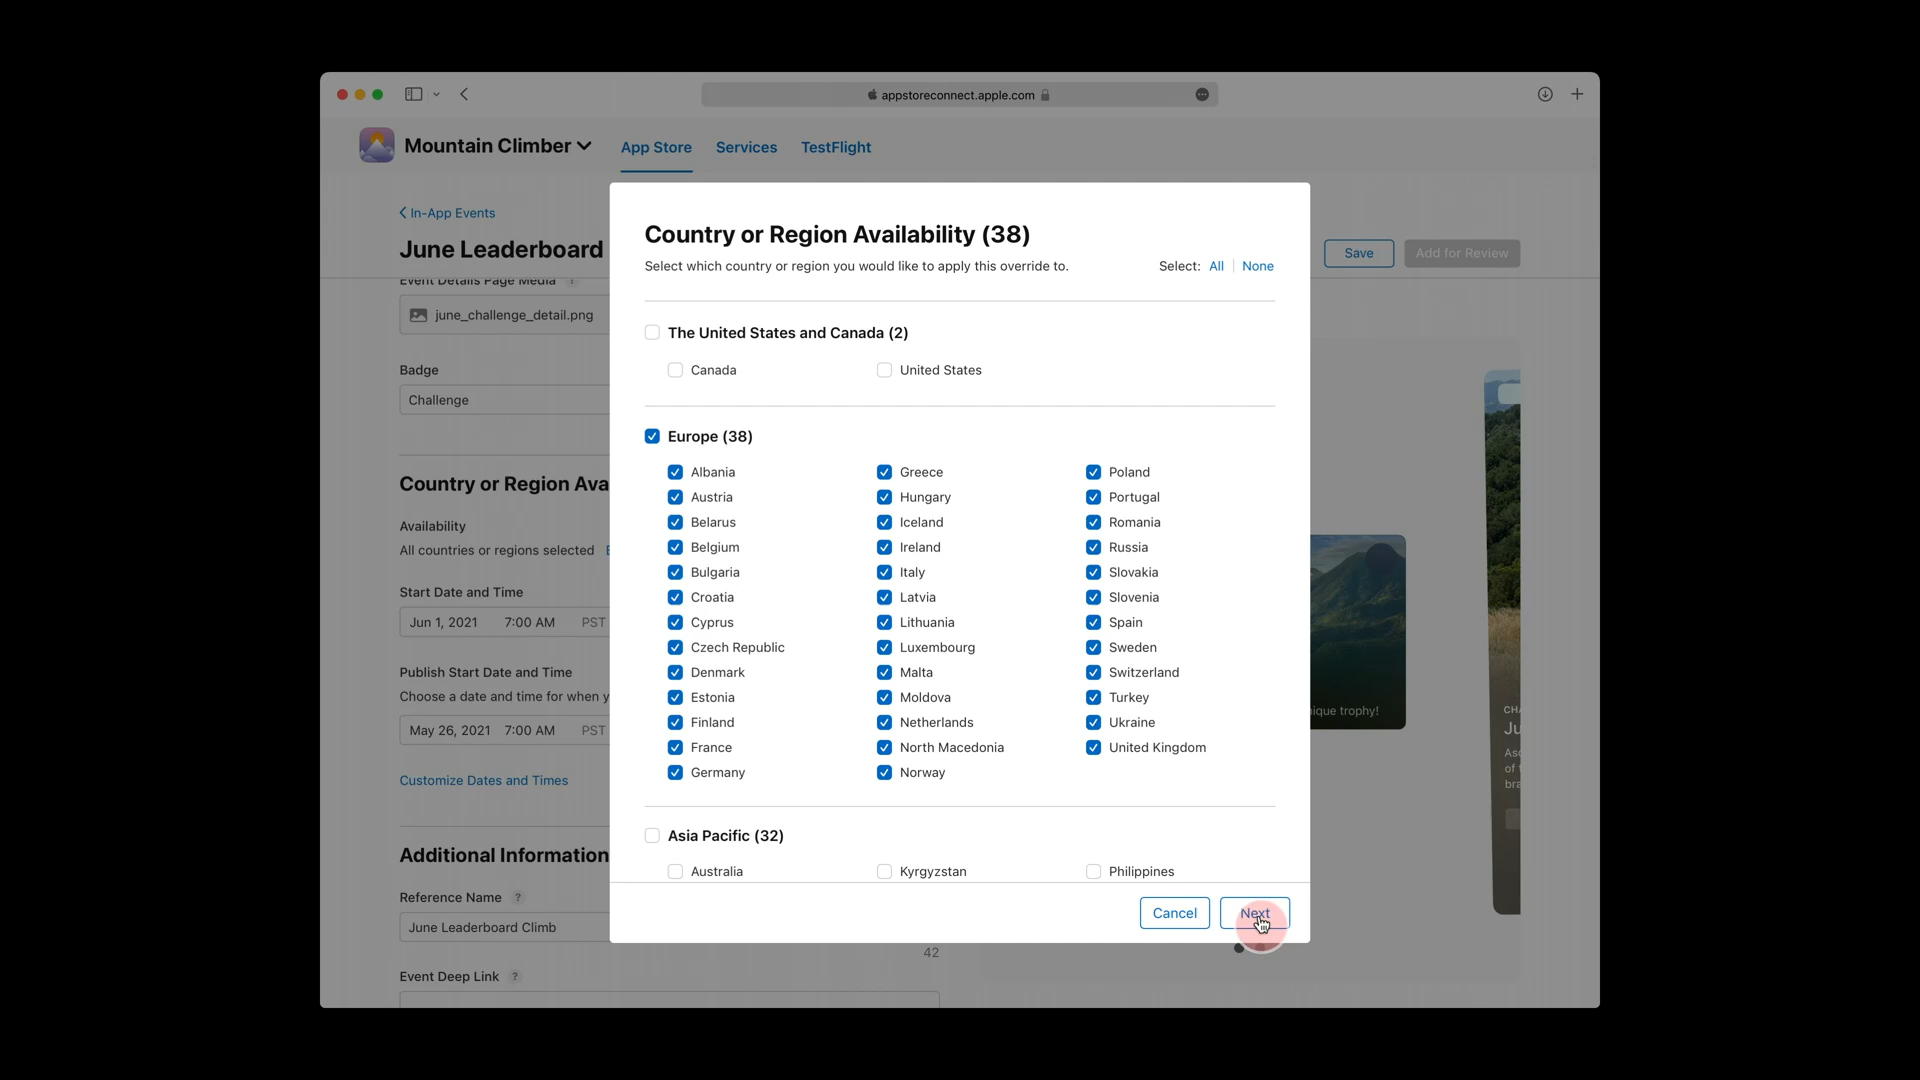 appstoreconnect.apple.com
Mountain Climber
App Store
Services
TestFlight
In-App Events
June Leaderboard
Save
Add for Review
Event Details Page Media ?
june_challenge_detail.png
Badge
Challenge
Country or Region Ava
Availability
All countries or regions selected
Start Date and Time
Jun 1, 2021 7:00 AM PST
Publish Start Date and Time
Choose a date and time for when y
May 26, 2021 7:00 AM PST
Customize Dates and Times
Additional Information
Reference Name ?
June Leaderboard Climb
42
Event Deep Link ?
Country or Region Availability (38)
Select which country or region you would like to apply this override to.
Select: All None
The United States and Canada (2)
Canada
United States
Europe (38)
Albania
Austria
Belarus
Belgium
Bulgaria
Croatia
Cyprus
Czech Republic
Denmark
Estonia
Finland
France
Germany
Greece
Hungary
Iceland
Ireland
Italy
Latvia
Lithuania
Luxembourg
Malta
Moldova
Netherlands
North Macedonia
Norway
Poland
Portugal
Romania
Russia
Slovakia
Slovenia
Spain
Sweden
Switzerland
Turkey
Ukraine
United Kingdom
Asia Pacific (32)
Australia
Kyrgyzstan
Philippines
Cancel
Next
ique trophy!
CHA
Ju
Asc
of t
bra